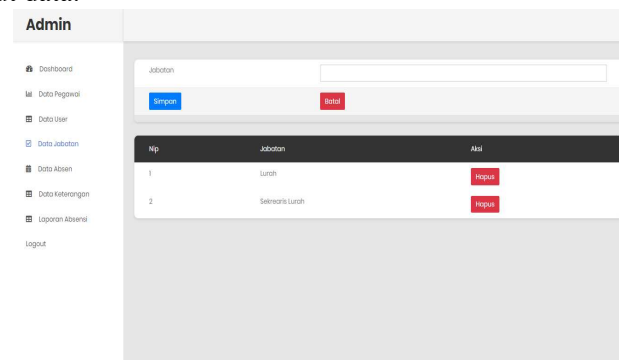 Admin
Dashboard
Data Pegawai
Data User
Data Jabatan
Data Absen
Data Keterangan
Laporan Absensi
Logout
Jabatan
Simpan Batal
Nip Jabatan Aksi
1 Lurah Hapus
2 Sekrearis Lurah Hapus